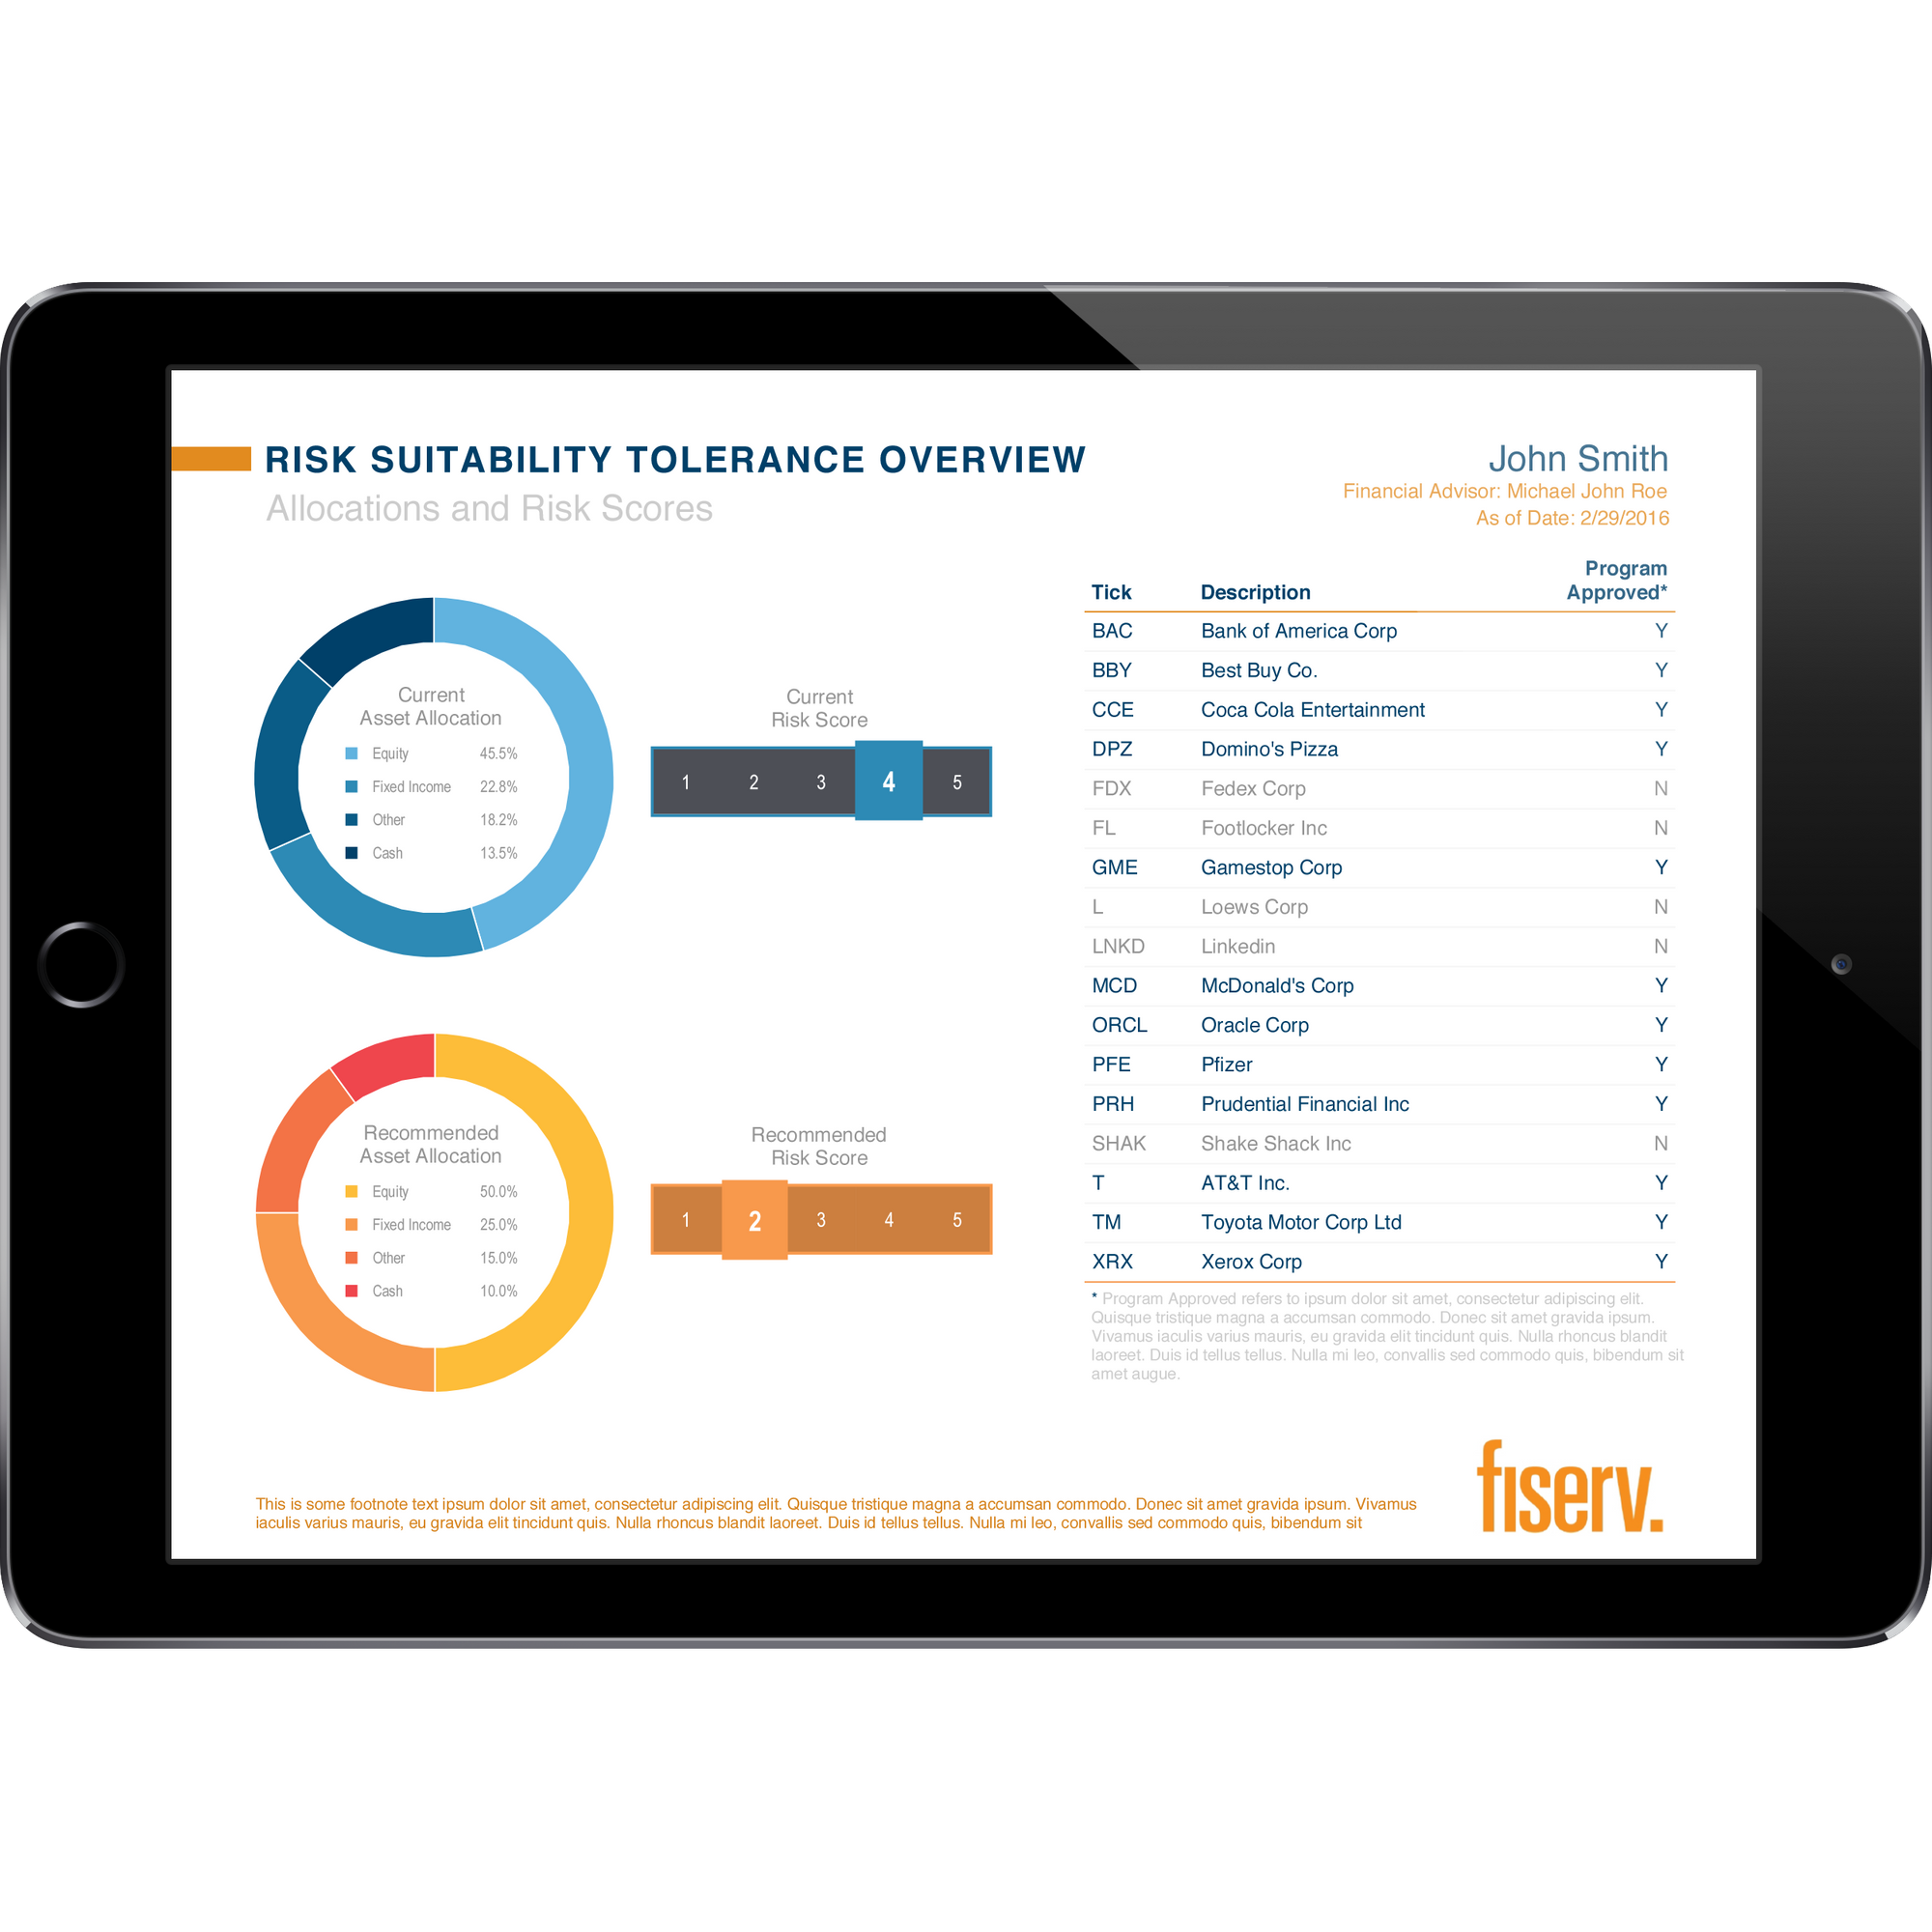 RISK SUITABILITY TOLERANCE OVERVIEW
Allocations and Risk Scores
John Smith
Financial Advisor: Michael John Roe
As of Date: 2/29/2016
Current
Asset Allocation
Equity 45.5%
Fixed Income 22.8%
Other 18.2%
Cash 13.5%
Current
Risk Score
1 2 3 4 5
Recommended
Asset Allocation
Equity 50.0%
Fixed Income 25.0%
Other 15.0%
Cash 10.0%
Recommended
Risk Score
1 2 3 4 5
Program
Tick Description Approved*
BAC Bank of America Corp Y
BBY Best Buy Co. Y
CCE Coca Cola Entertainment Y
DPZ Domino's Pizza Y
FDX Fedex Corp N
FL Footlocker Inc N
GME Gamestop Corp Y
L Loews Corp N
LNKD Linkedin N
MCD McDonald's Corp Y
ORCL Oracle Corp Y
PFE Pfizer Y
PRH Prudential Financial Inc Y
SHAK Shake Shack Inc N
T AT&T Inc. Y
TM Toyota Motor Corp Ltd Y
XRX Xerox Corp Y
* Program Approved refers to ipsum dolor sit amet, consectetur adipiscing elit.
Quisque tristique magna a accumsan commodo. Donec sit amet gravida ipsum.
Vivamus iaculis varius mauris, eu gravida elit tincidunt quis. Nulla rhoncus blandit
laoreet. Duis id tellus tellus. Nulla mi leo, convallis sed commodo quis, bibendum sit
amet augue.
This is some footnote text ipsum dolor sit amet, consectetur adipiscing elit. Quisque tristique magna a accumsan commodo. Donec sit amet gravida ipsum. Vivamus
iaculis varius mauris, eu gravida elit tincidunt quis. Nulla rhoncus blandit laoreet. Duis id tellus tellus. Nulla mi leo, convallis sed commodo quis, bibendum sit
fiserv.